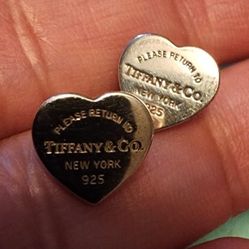 PLEASE RETURN TO
TIFFANY & CO.
NEW YORK
925
PLEASE RETURN TO
TIFFANY & CO.
NEW YORK
925